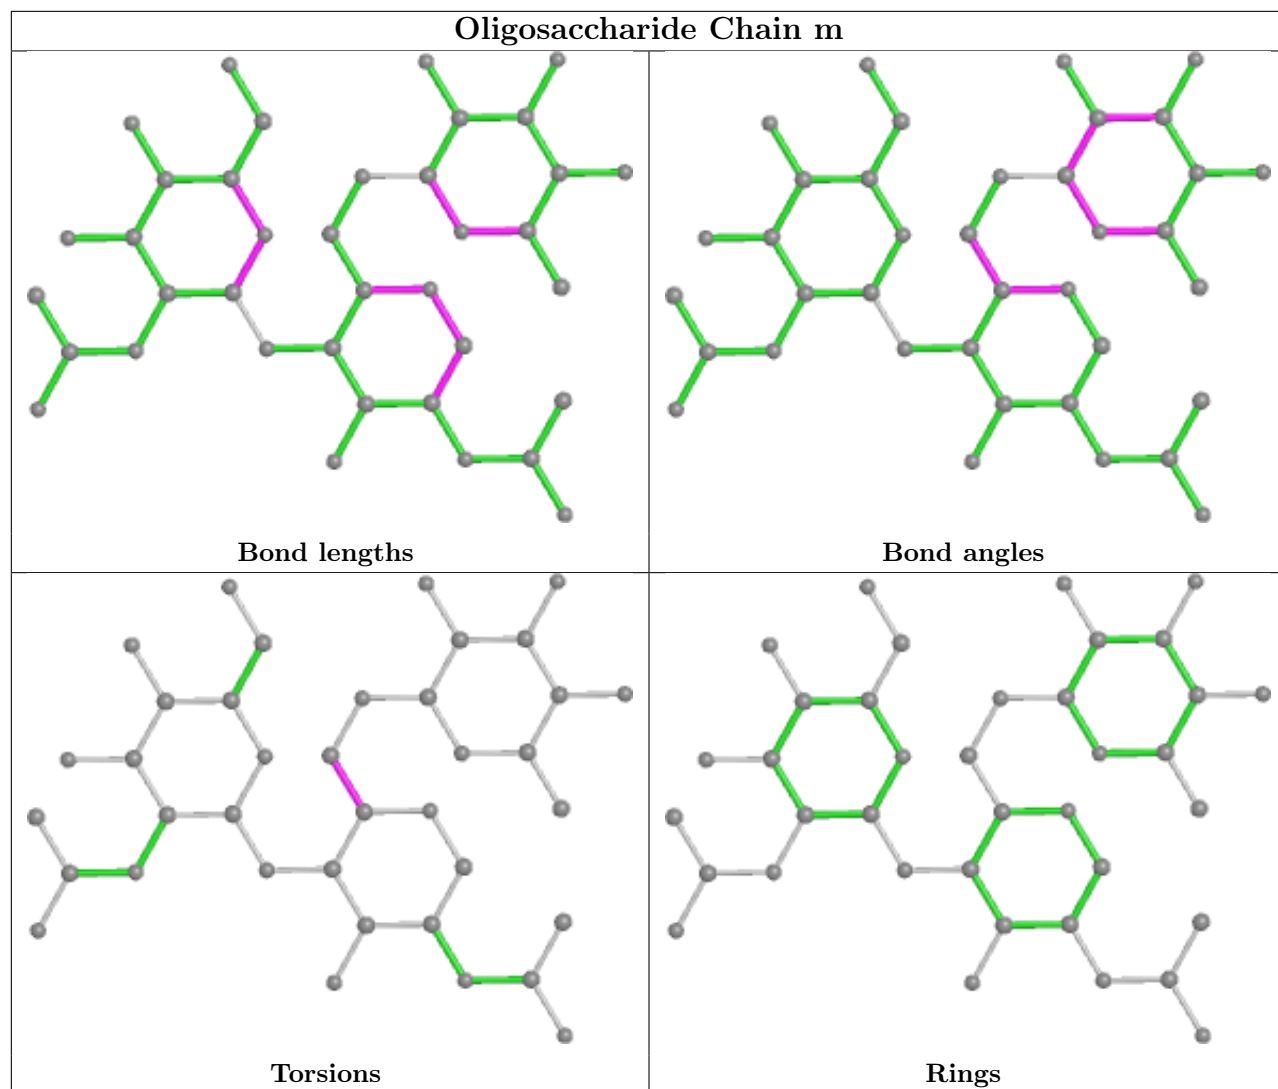 Oligosaccharide Chain m
Bond lengths
Bond angles
Torsions
Rings